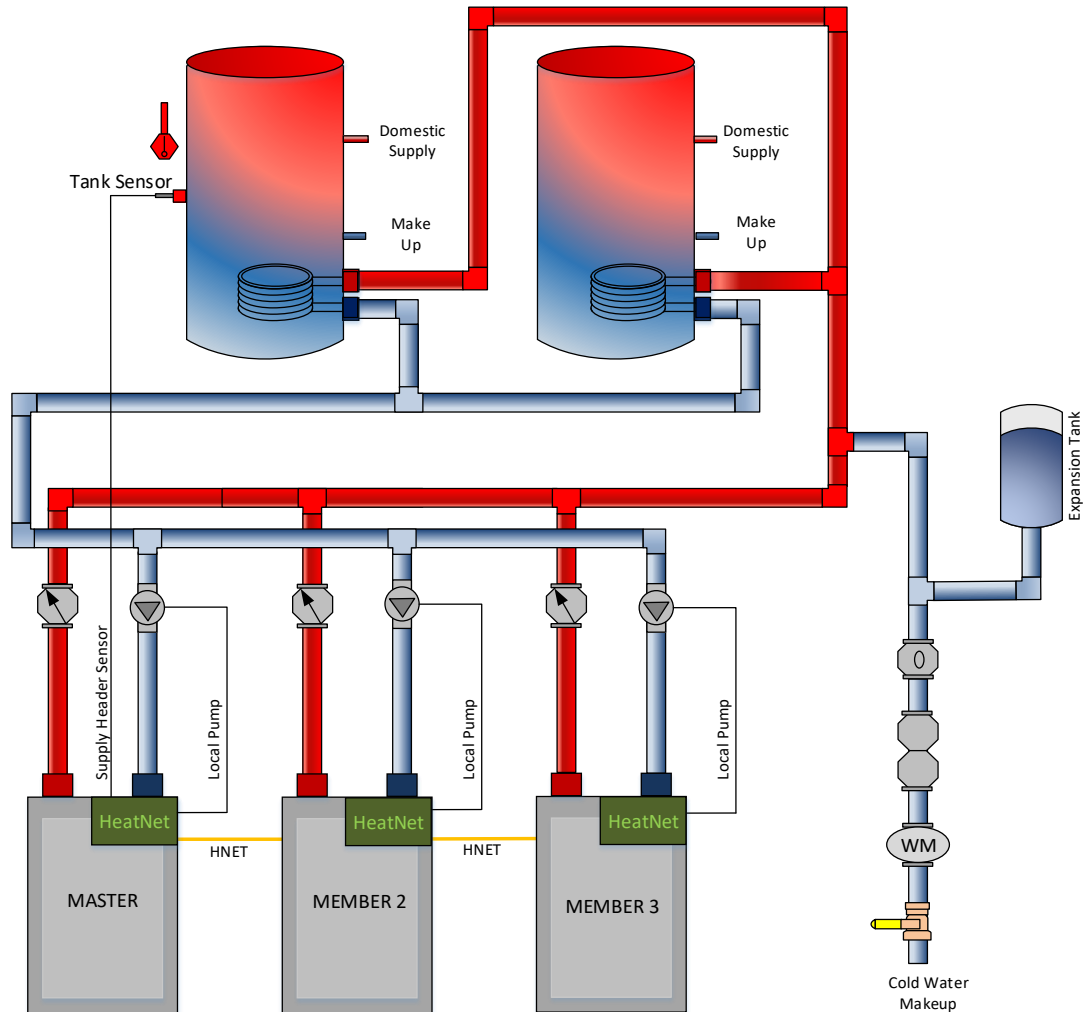 Domestic
Supply
Domestic
Supply
Tank Sensor
Make
Up
Make
Up
Expansion Tank
Supply Header Sensor
Local Pump
Local Pump
Local Pump
HeatNet
HeatNet
HeatNet
HNET
HNET
WM
MASTER
MEMBER 2
MEMBER 3
Cold Water
Makeup